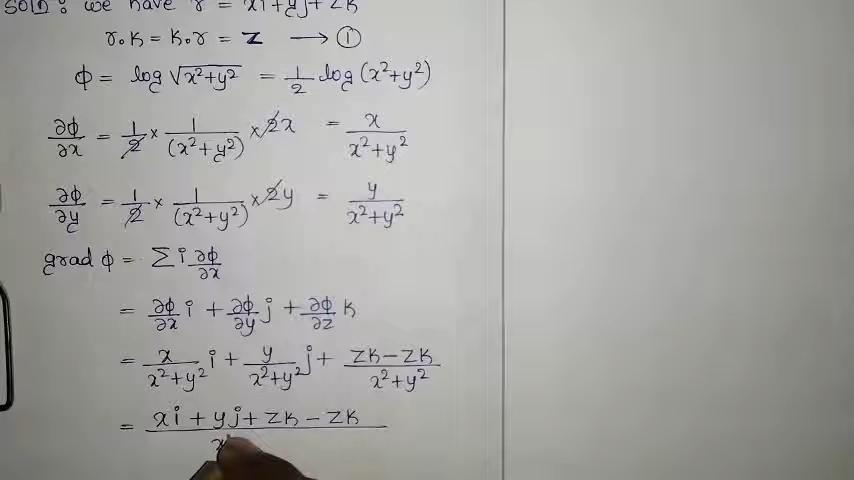 Soln: we have r = xi+yj+zk
r.k = k.r = z → ①
ϕ = log √x²+y² = 1/2 log (x²+y²)
∂ϕ/∂x = 1/2 × 1/(x²+y²) × 2x = x/x²+y²
∂ϕ/∂y = 1/2 × 1/(x²+y²) × 2y = y/x²+y²
grad ϕ = Σ i ∂ϕ/∂x
= ∂ϕ/∂x i + ∂ϕ/∂y j + ∂ϕ/∂z k
= x/x²+y² i + y/x²+y² j + zk−zk/x²+y²
= xi + yj + zk − zk/x